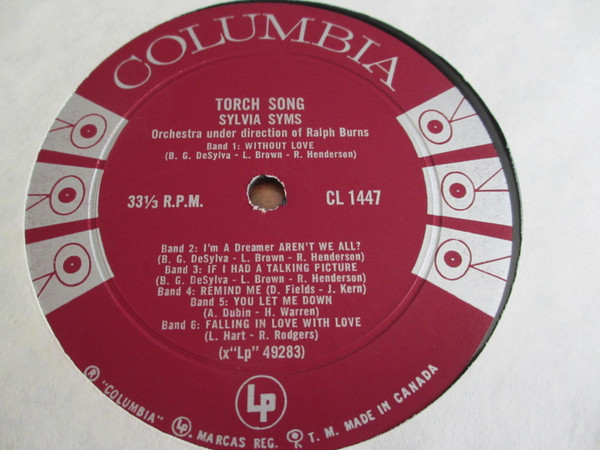 COLUMBIA
TORCH SONG
SYLVIA SYMS
Orchestra under direction of Ralph Burns
Band 1: WITHOUT LOVE
(B. G. DeSylva - L. Brown - R. Henderson)
33⅓ R.P.M.
CL 1447
Band 2: I'm A Dreamer AREN'T WE ALL?
(B. G. DeSylva - L. Brown - R. Henderson)
Band 3: IF I HAD A TALKING PICTURE
(B. G. DeSylva - L. Brown - R. Henderson)
Band 4: REMIND ME (D. Fields - J. Kern)
Band 5: YOU LET ME DOWN
(A. Dubin - H. Warren)
Band 6: FALLING IN LOVE WITH LOVE
(L. Hart - R. Rodgers)
(x"Lp" 49283)
Lp
® "COLUMBIA" Lp. MARCAS REG. T. M. MADE IN CANADA